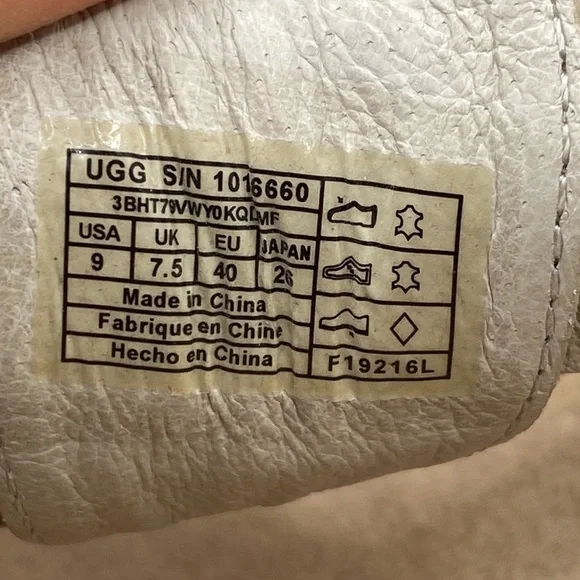 UGG S/N 1016660
3BHT79VWY0KQLMF
USA UK EU JAPAN
9 7.5 40 26
Made in China
Fabrique en Chine
Hecho en China
F19216L